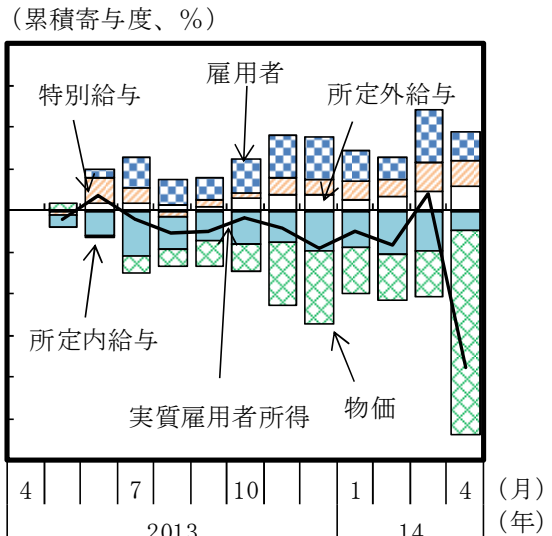 （累積寄与度、％）
雇用者
特別給与
所定外給与
所定内給与
実質雇用者所得
物価
4 7 10 1 4 （月）
2013 14 （年）